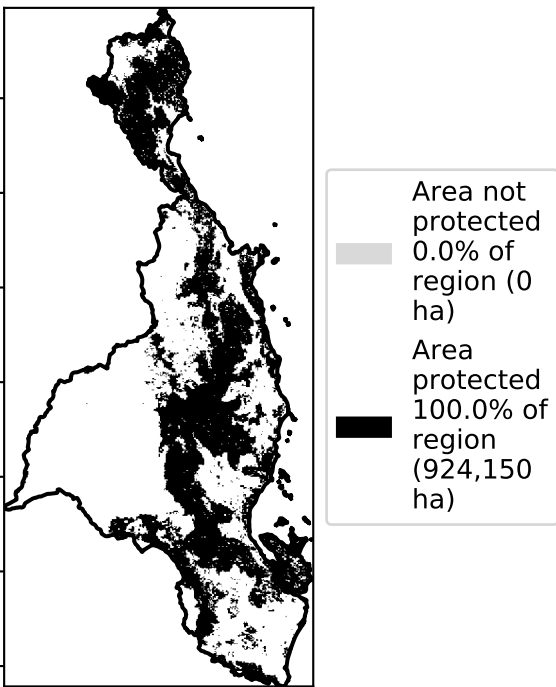 Area not
protected
0.0% of
region (0
ha)
Area
protected
100.0% of
region
(924,150
ha)